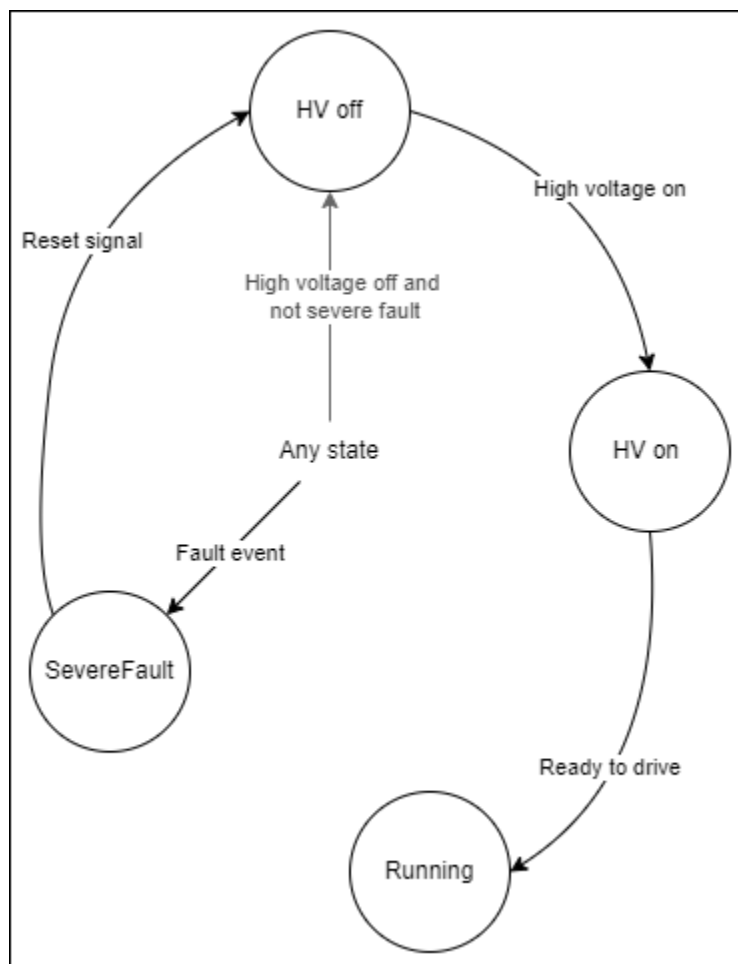 HV off
High voltage on
Reset signal
High voltage off and
not severe fault
Any state
HV on
Fault event
SevereFault
Ready to drive
Running